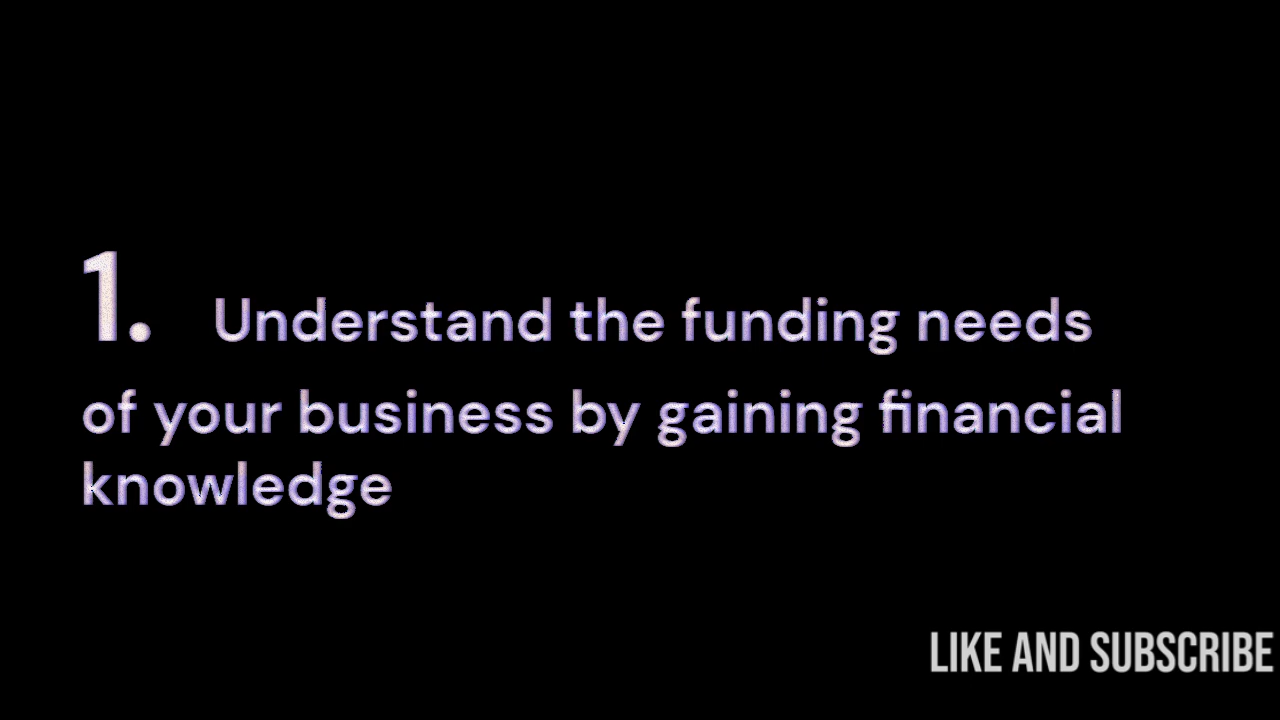 1. Understand the funding needs
of your business by gaining financial
knowledge
LIKE AND SUBSCRIBE